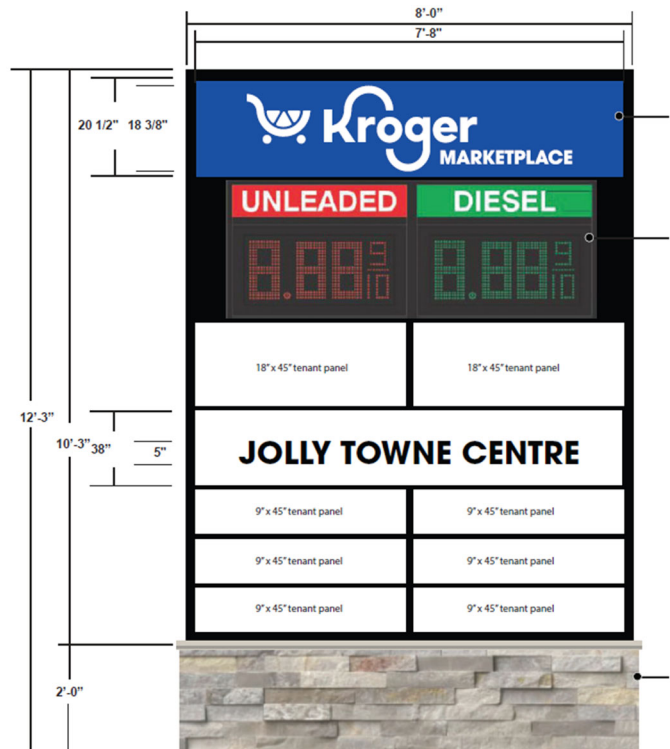 8'-0"
7'-8"
20 1/2" 18 3/8"
Kroger
MARKETPLACE
UNLEADED DIESEL
8.88 9/10 8.88 9/10
18" x 45" tenant panel 18" x 45" tenant panel
12'-3"
10'-3" 38" 5"
JOLLY TOWNE CENTRE
9" x 45" tenant panel 9" x 45" tenant panel
9" x 45" tenant panel 9" x 45" tenant panel
9" x 45" tenant panel 9" x 45" tenant panel
2'-0"